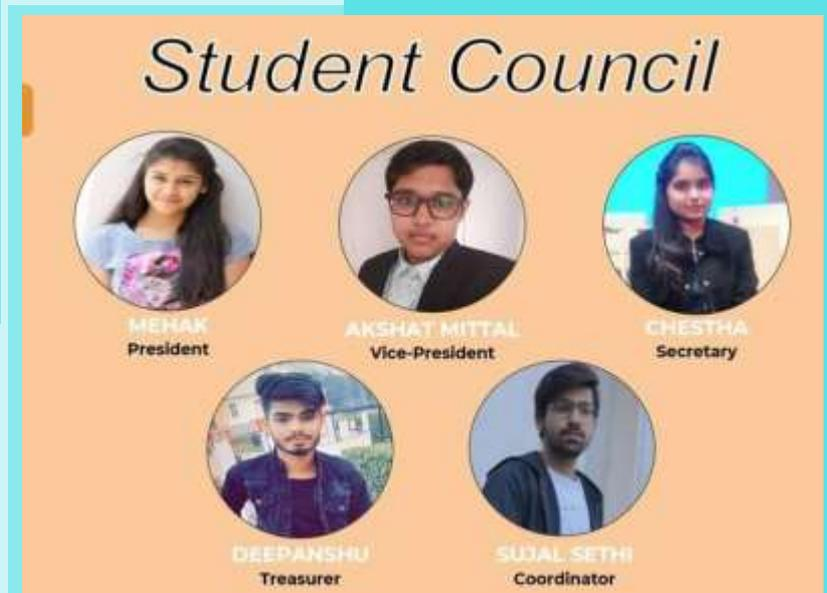 Student Council
MEHAK
President
AKSHAT MITTAL
Vice-President
CHESTHA
Secretary
DEEPANSHU
Treasurer
SUJAL SETHI
Coordinator